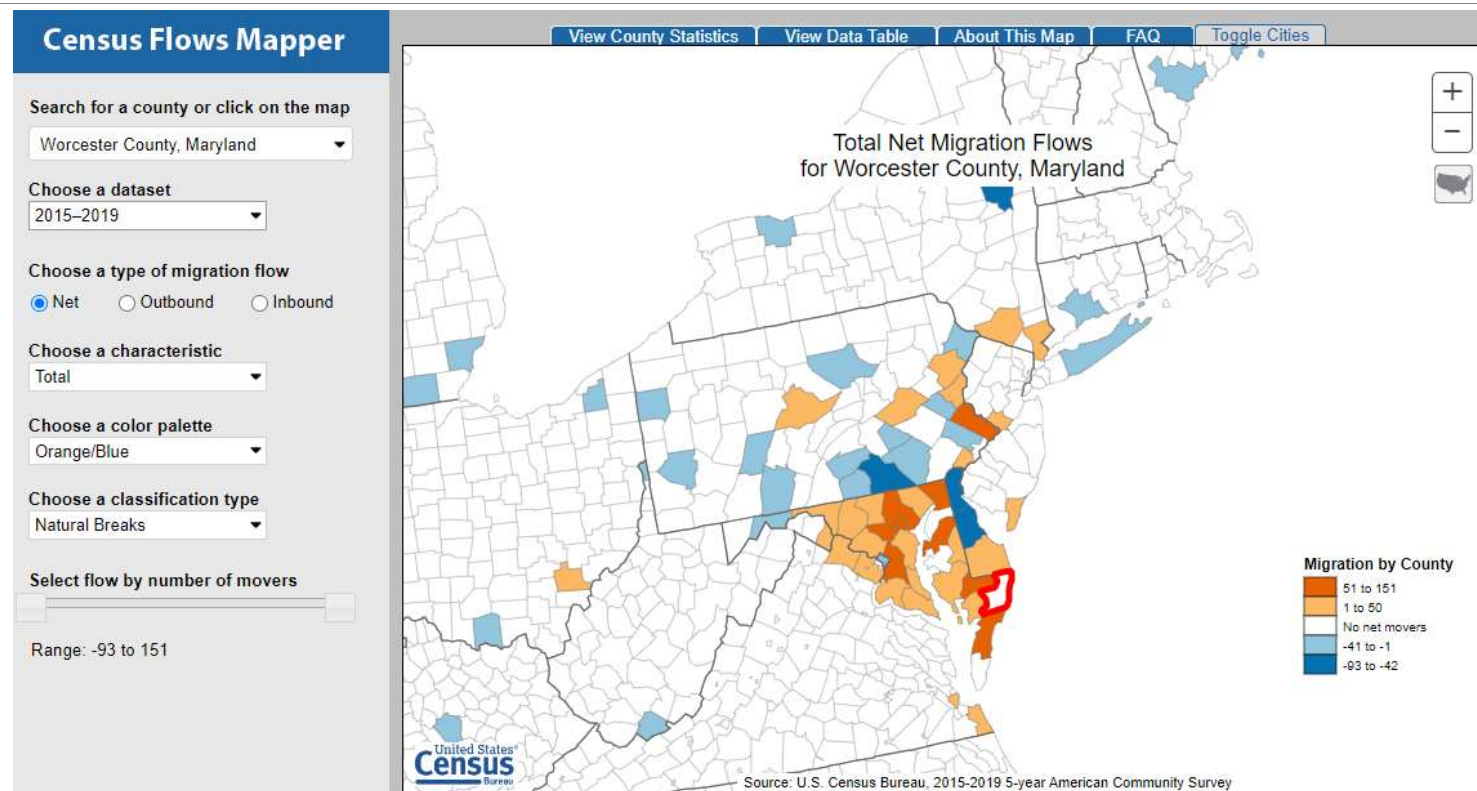 Census Flows Mapper
Search for a county or click on the map
Worcester County, Maryland
Choose a dataset
2015–2019
Choose a type of migration flow
Net Outbound Inbound
Choose a characteristic
Total
Choose a color palette
Orange/Blue
Choose a classification type
Natural Breaks
Select flow by number of movers
Range: -93 to 151
View County Statistics View Data Table About This Map FAQ Toggle Cities
Total Net Migration Flows
for Worcester County, Maryland
+
−
Migration by County
51 to 151
1 to 50
No net movers
-41 to -1
-93 to -42
United States®
Census
Bureau
Source: U.S. Census Bureau, 2015-2019 5-year American Community Survey